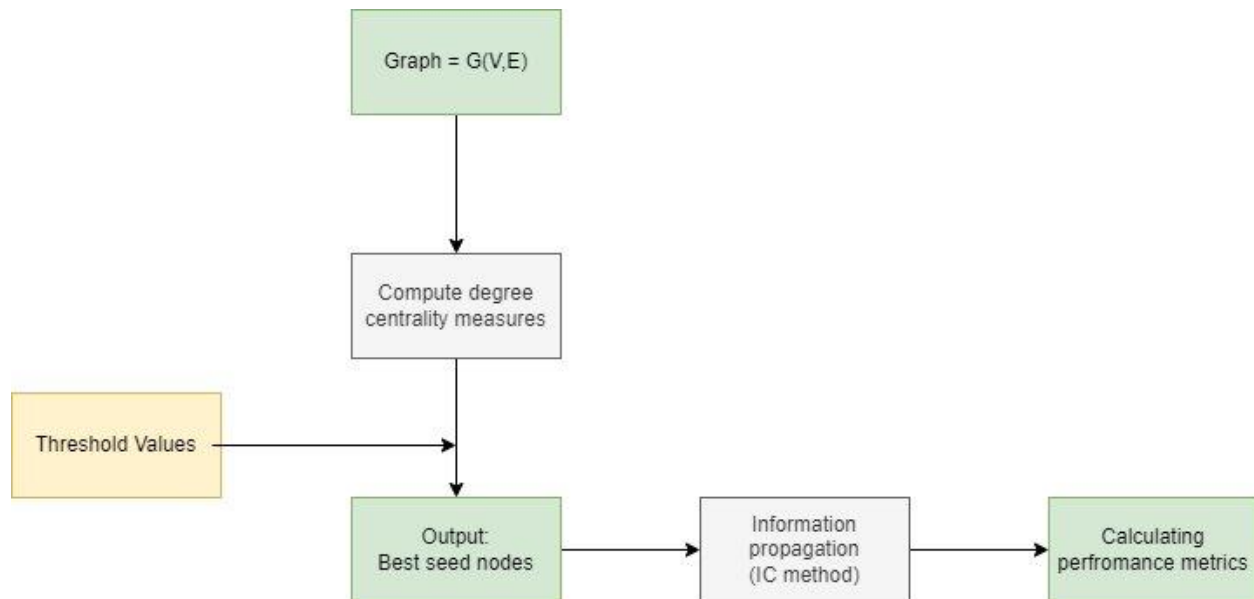 Graph = G(V,E)
Compute degree
centrality measures
Threshold Values
Output:
Best seed nodes
Information
propagation
(IC method)
Calculating
perfromance metrics